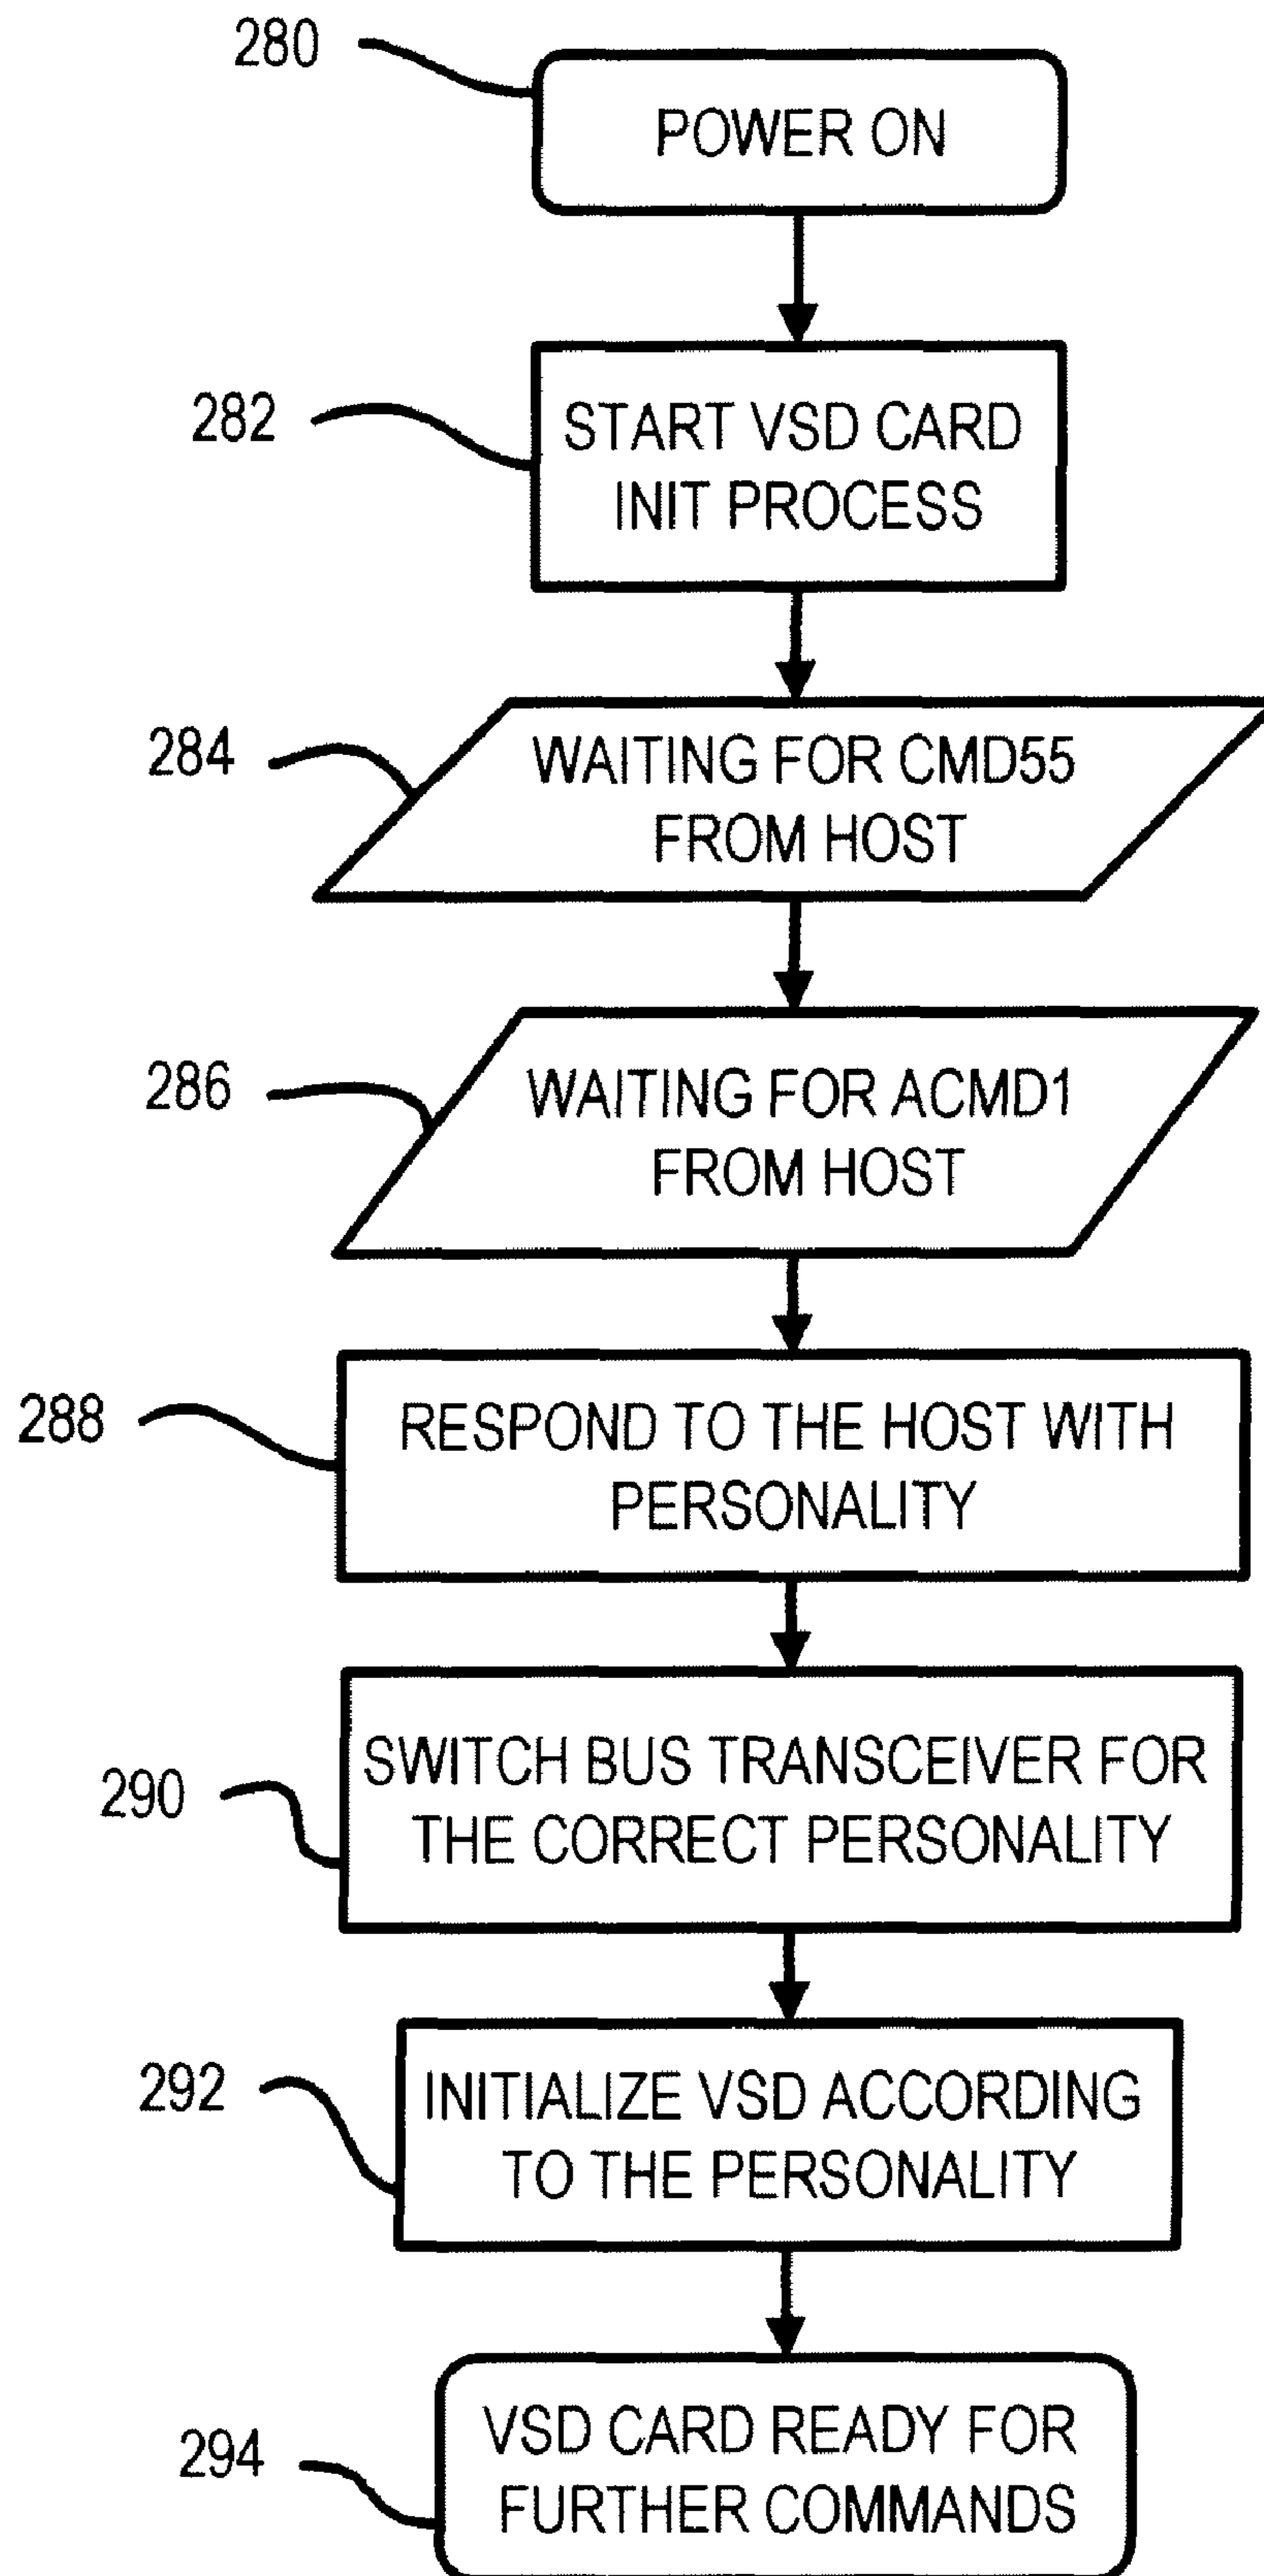 280
POWER ON
282
START VSD CARD
INIT PROCESS
284
WAITING FOR CMD55
FROM HOST
286
WAITING FOR ACMD1
FROM HOST
288
RESPOND TO THE HOST WITH
PERSONALITY
290
SWITCH BUS TRANSCEIVER FOR
THE CORRECT PERSONALITY
292
INITIALIZE VSD ACCORDING
TO THE PERSONALITY
294
VSD CARD READY FOR
FURTHER COMMANDS